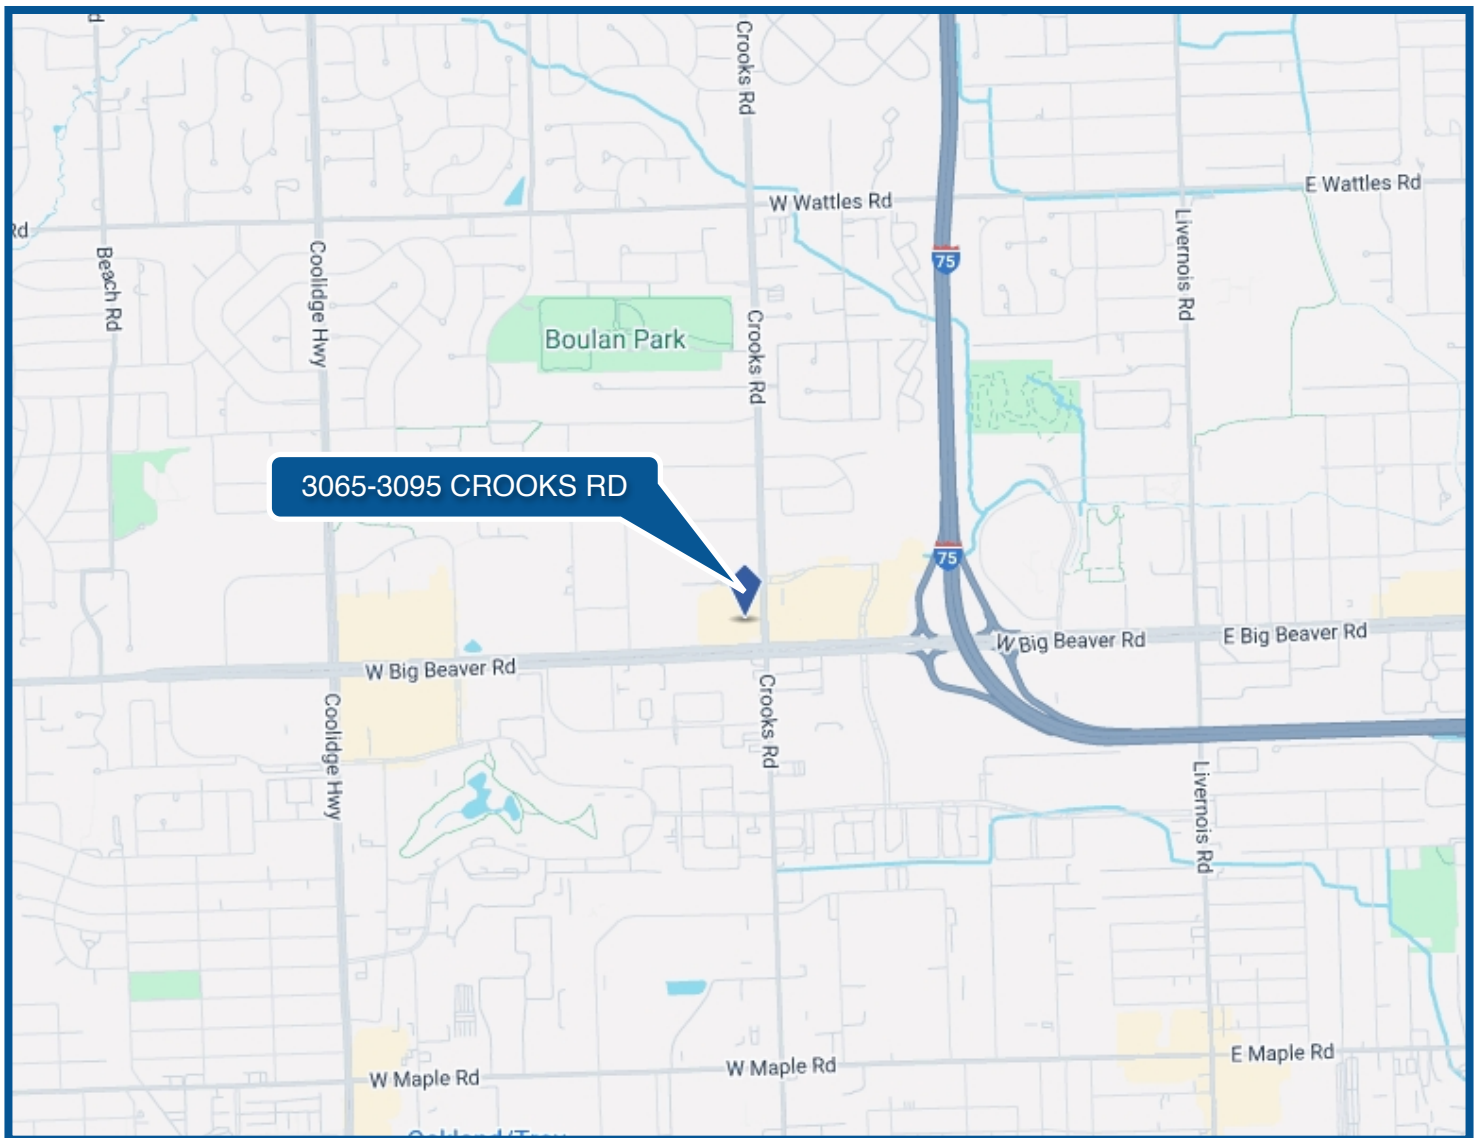 Crooks Rd
E Wattles Rd
W Wattles Rd
Rd
Beach Rd
Coolidge Hwy
Livernois Rd
75
Crooks Rd
Boulan Park
3065-3095 CROOKS RD
75
W Big Beaver Rd
E Big Beaver Rd
W Big Beaver Rd
Coolidge Hwy
Crooks Rd
Livernois Rd
W Maple Rd
W Maple Rd
E Maple Rd